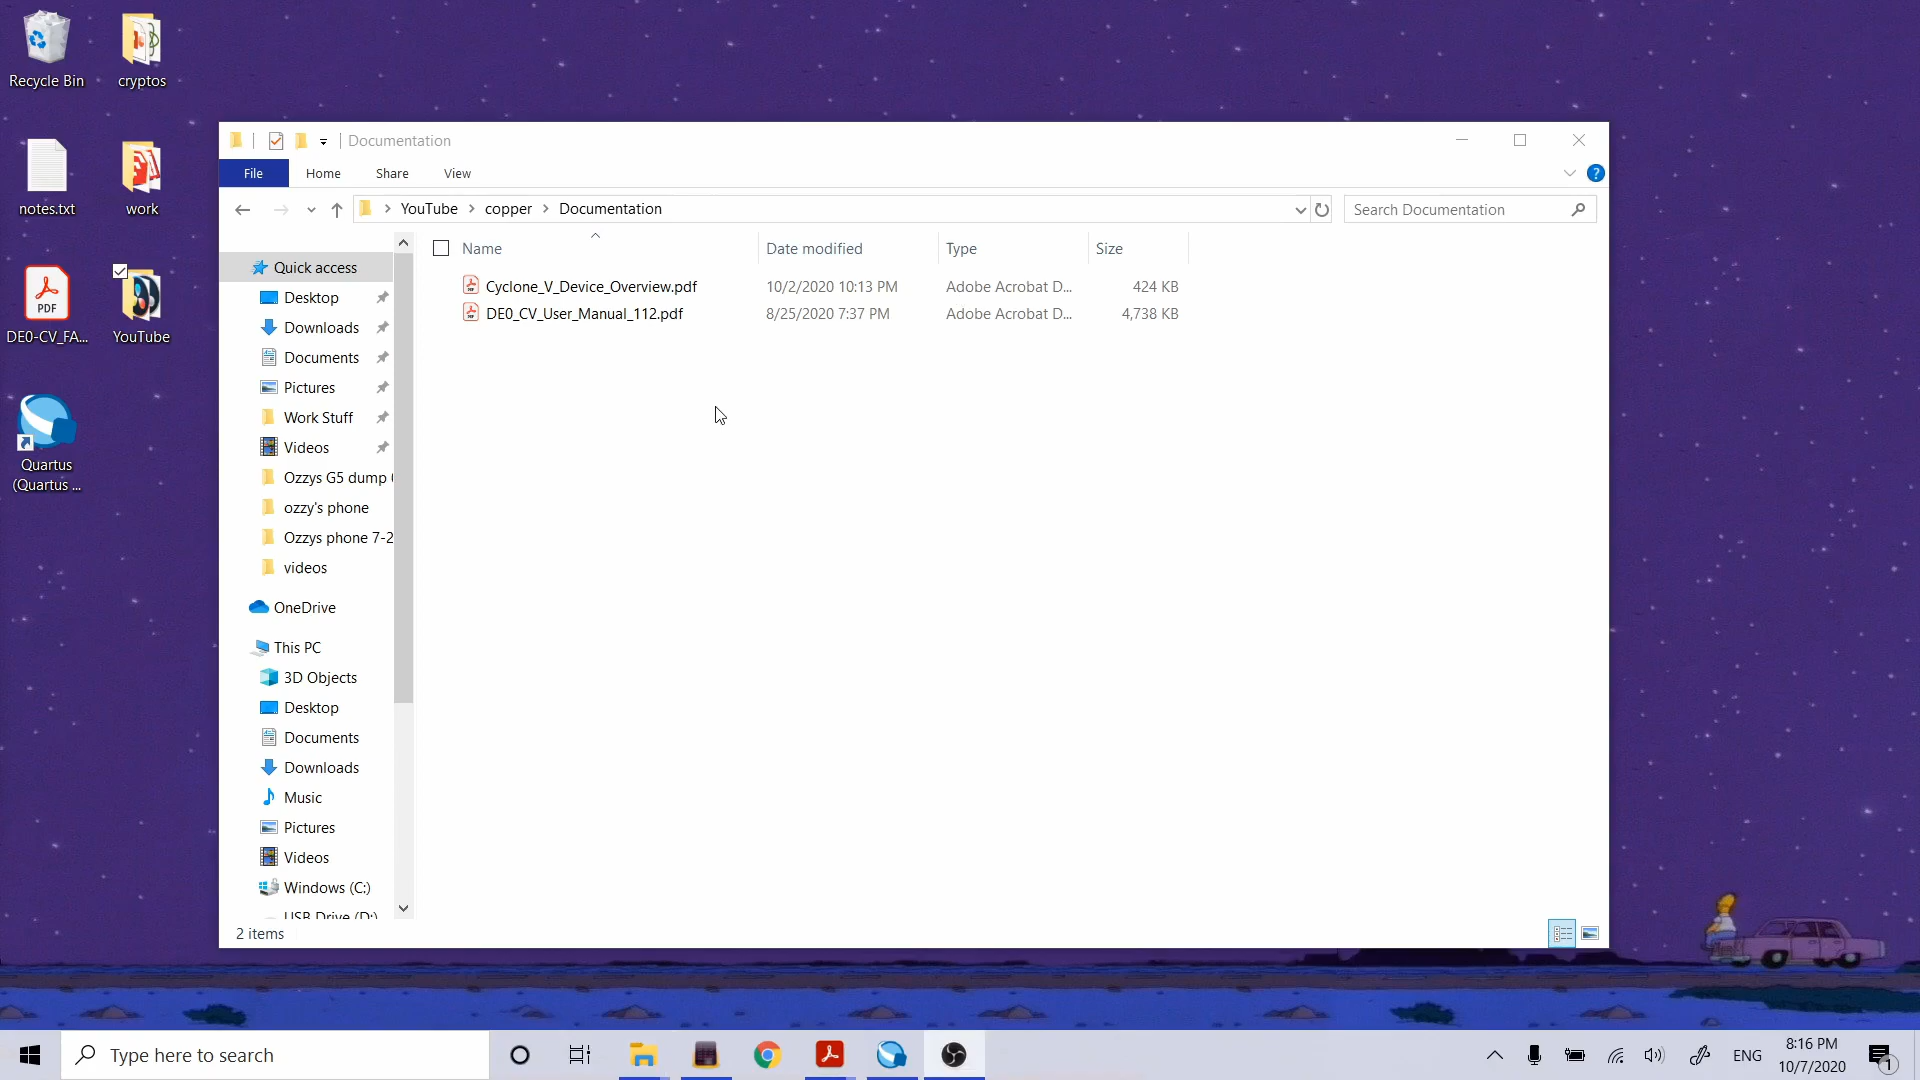 Recycle Bin
cryptos
notes.txt
work
PDF
DE0-CV_FA...
YouTube
Quartus
(Quartus ...
Documentation
File
Home
Share
View
?
YouTube
copper
Documentation
Search Documentation
Name
Date modified
Type
Size
Cyclone_V_Device_Overview.pdf
10/2/2020 10:13 PM
Adobe Acrobat D...
424 KB
DE0_CV_User_Manual_112.pdf
8/25/2020 7:37 PM
Adobe Acrobat D...
4,738 KB
Quick access
Desktop
Downloads
Documents
Pictures
Work Stuff
Videos
Ozzys G5 dump
ozzy's phone
Ozzys phone 7-2
videos
OneDrive
This PC
3D Objects
Desktop
Documents
Downloads
Music
Pictures
Videos
Windows (C:)
USB Drive (D:)
2 items
Type here to search
ENG
8:16 PM
10/7/2020
1